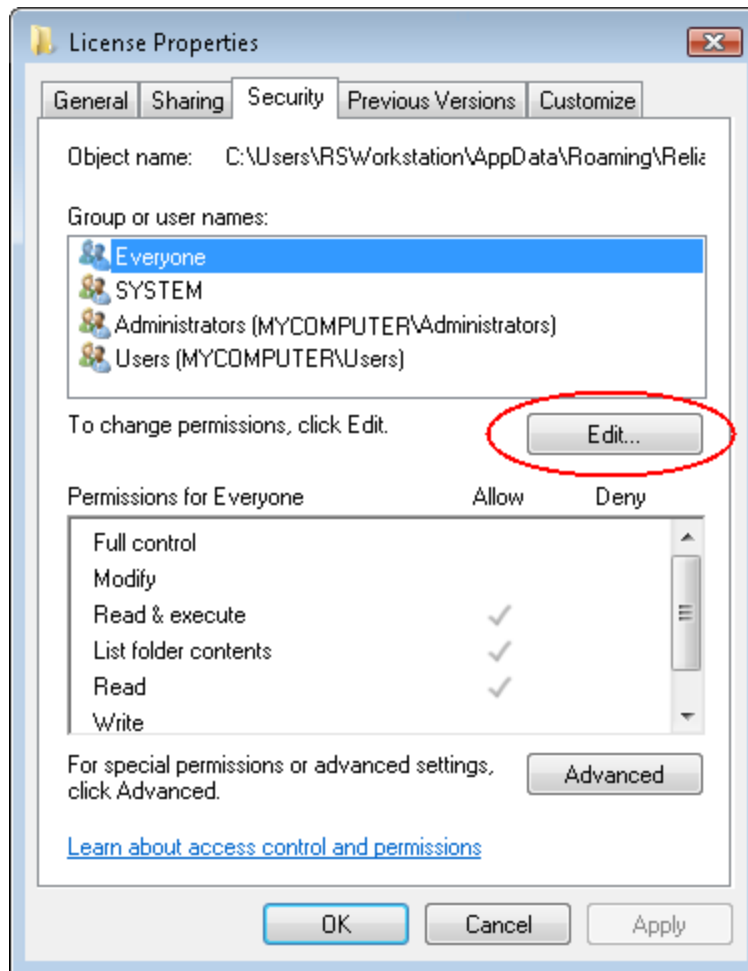 License Properties
General Sharing Security Previous Versions Customize
Object name: C:\Users\RSWorkstation\AppData\Roaming\Relia
Group or user names:
Everyone
SYSTEM
Administrators (MYCOMPUTER\Administrators)
Users (MYCOMPUTER\Users)
To change permissions, click Edit.
Edit...
Permissions for Everyone Allow Deny
Full control
Modify
Read & execute
List folder contents
Read
Write
For special permissions or advanced settings,
click Advanced.
Advanced
Learn about access control and permissions
OK Cancel Apply